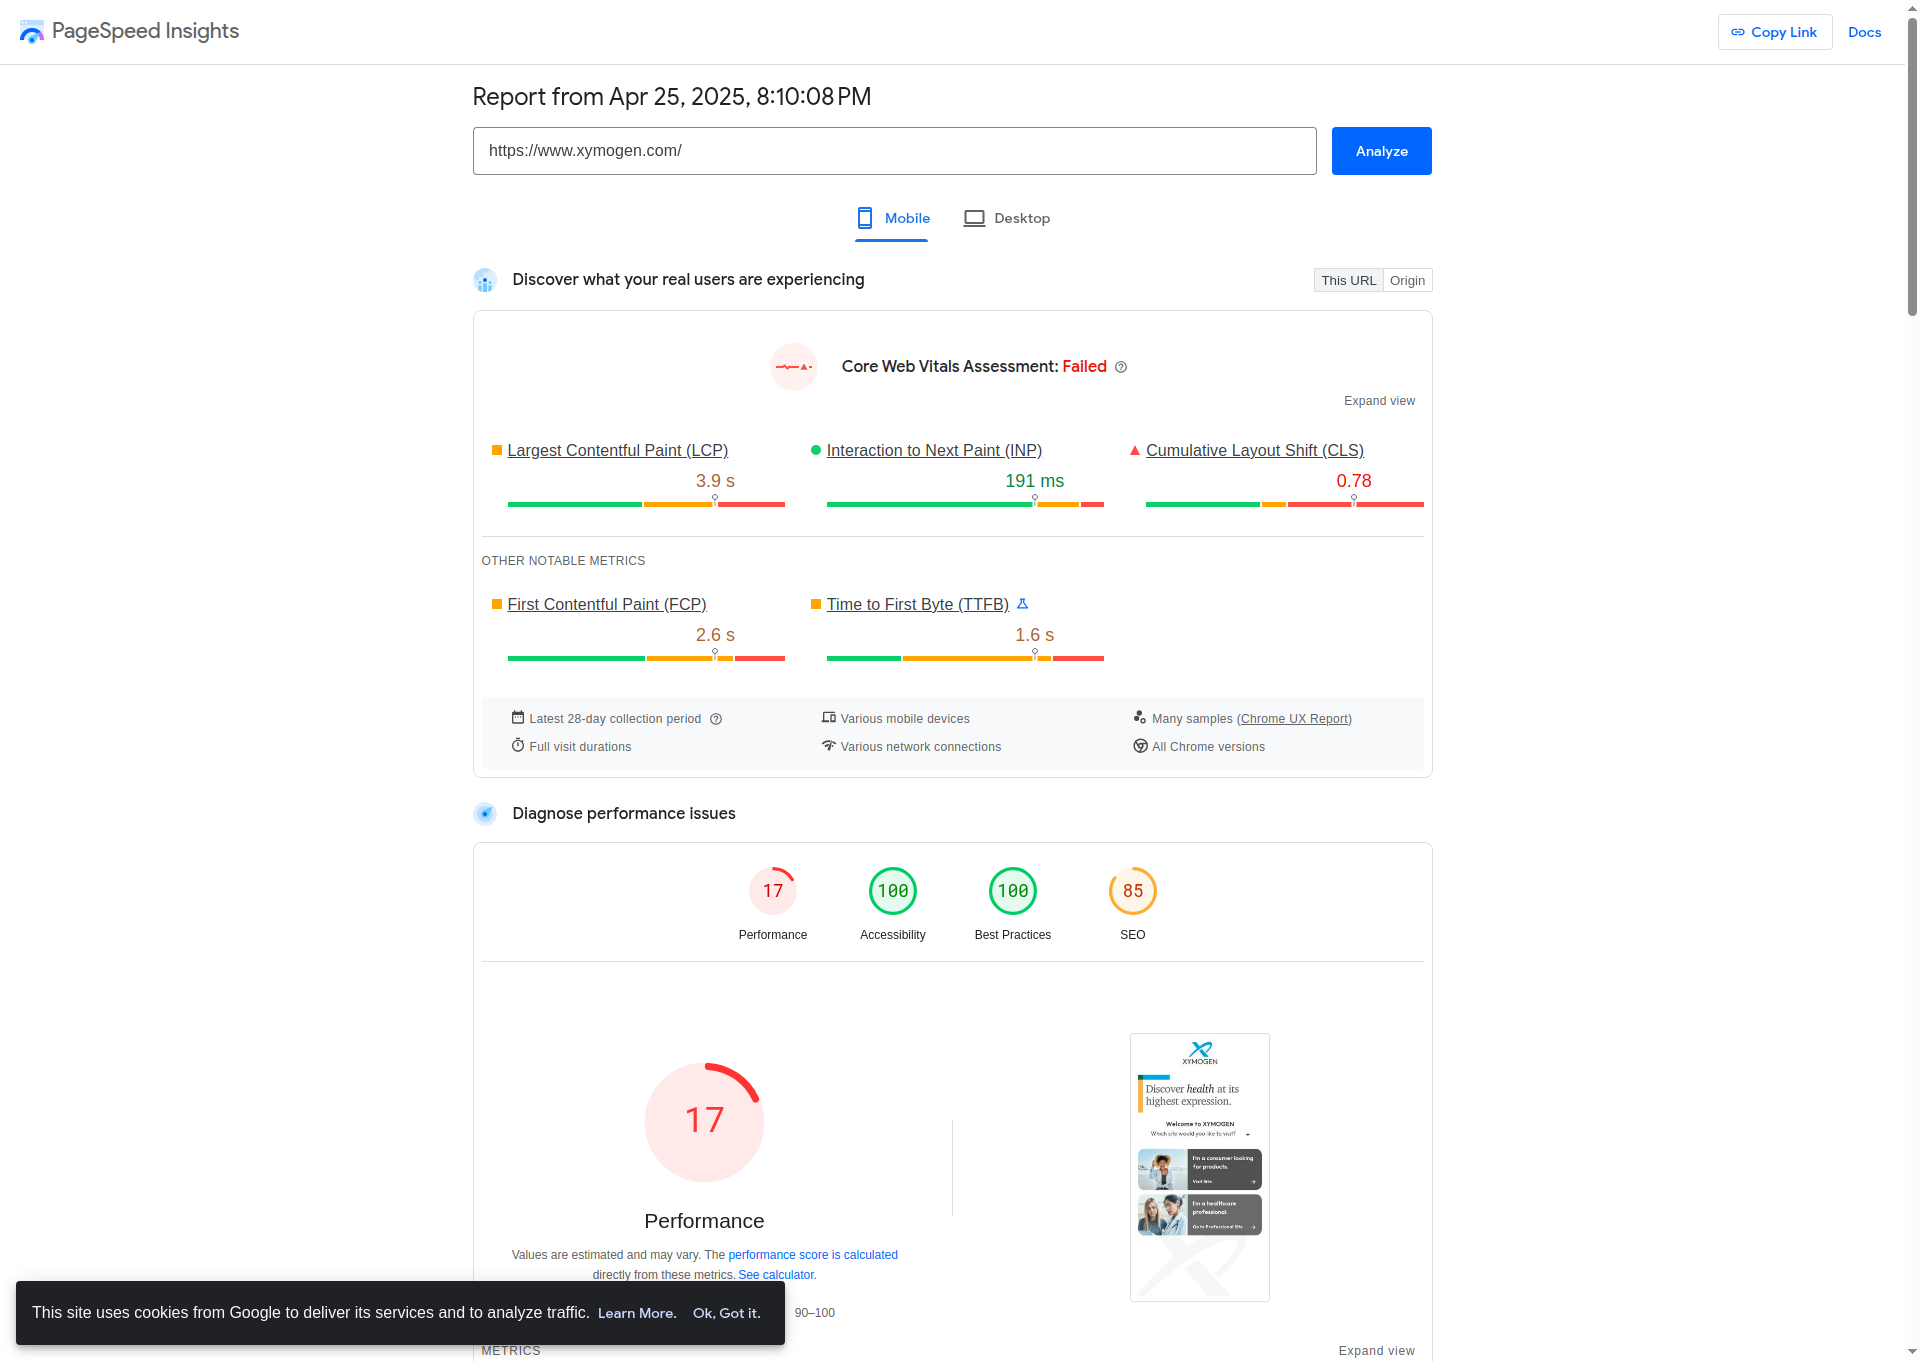 PageSpeed Insights
Copy Link
Docs
Report from Apr 25, 2025, 8:10:08 PM
https://www.xymogen.com/
Analyze
Mobile
Desktop
Discover what your real users are experiencing
This URL
Origin
Core Web Vitals Assessment: Failed
Expand view
Largest Contentful Paint (LCP)
3.9 s
Interaction to Next Paint (INP)
191 ms
Cumulative Layout Shift (CLS)
0.78
OTHER NOTABLE METRICS
First Contentful Paint (FCP)
2.6 s
Time to First Byte (TTFB)
1.6 s
Latest 28-day collection period
Various mobile devices
Many samples (Chrome UX Report)
Full visit durations
Various network connections
All Chrome versions
Diagnose performance issues
17
Performance
100
Accessibility
100
Best Practices
85
SEO
17
Performance
Values are estimated and may vary. The performance score is calculated
directly from these metrics. See calculator.
90–100
XYMOGEN
Discover health at its
highest expression.
Welcome to XYMOGEN
Which site would you like to visit?
I'm a consumer looking
for products.
Visit Site
I'm a healthcare
professional.
Go to Professional Site
This site uses cookies from Google to deliver its services and to analyze traffic. Learn More. Ok, Got it.
METRICS
Expand view